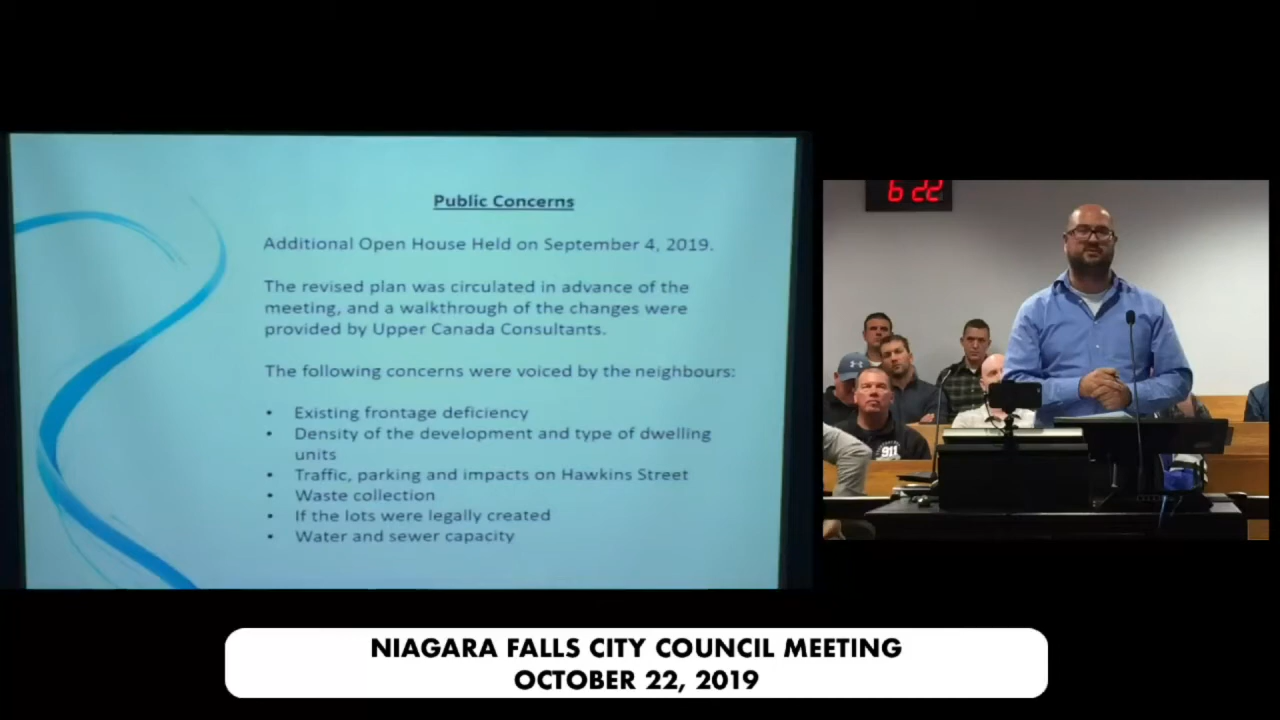 Public Concerns
Additional Open House Held on September 4, 2019.
The revised plan was circulated in advance of the
meeting, and a walkthrough of the changes were
provided by Upper Canada Consultants.
The following concerns were voiced by the neighbours:
• Existing frontage deficiency
• Density of the development and type of dwelling
units
• Traffic, parking and impacts on Hawkins Street
• Waste collection
• If the lots were legally created
• Water and sewer capacity
6 22
911
NIAGARA FALLS CITY COUNCIL MEETING
OCTOBER 22, 2019